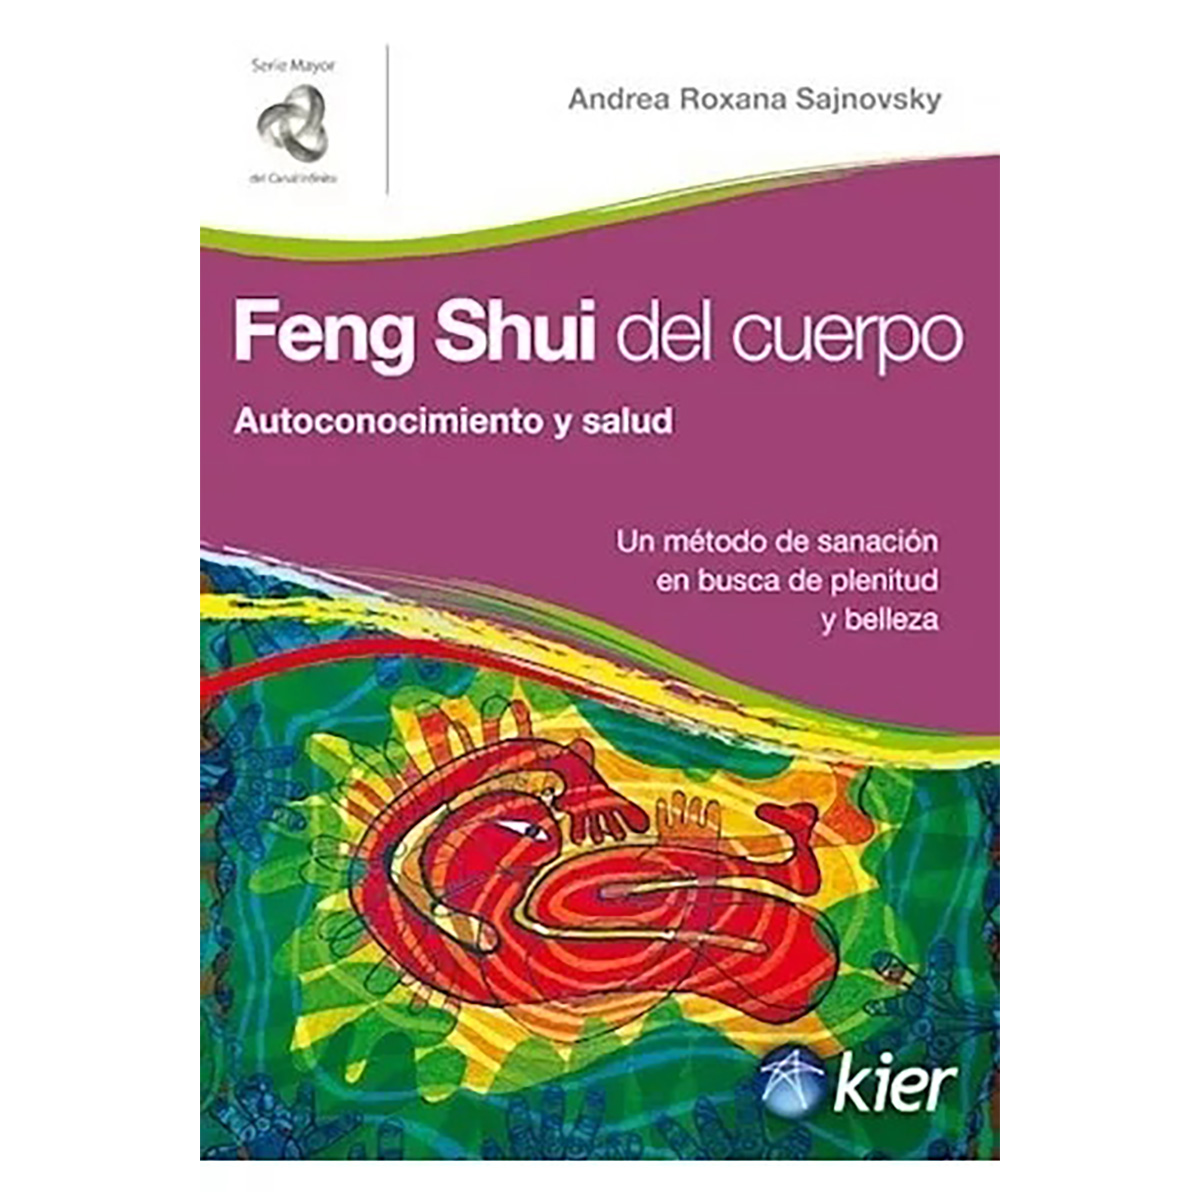 Serie Mayor
del Canal Infinito
Andrea Roxana Sajnovsky
Feng Shui del cuerpo
Autoconocimiento y salud
Un método de sanación
en busca de plenitud
y belleza
kier